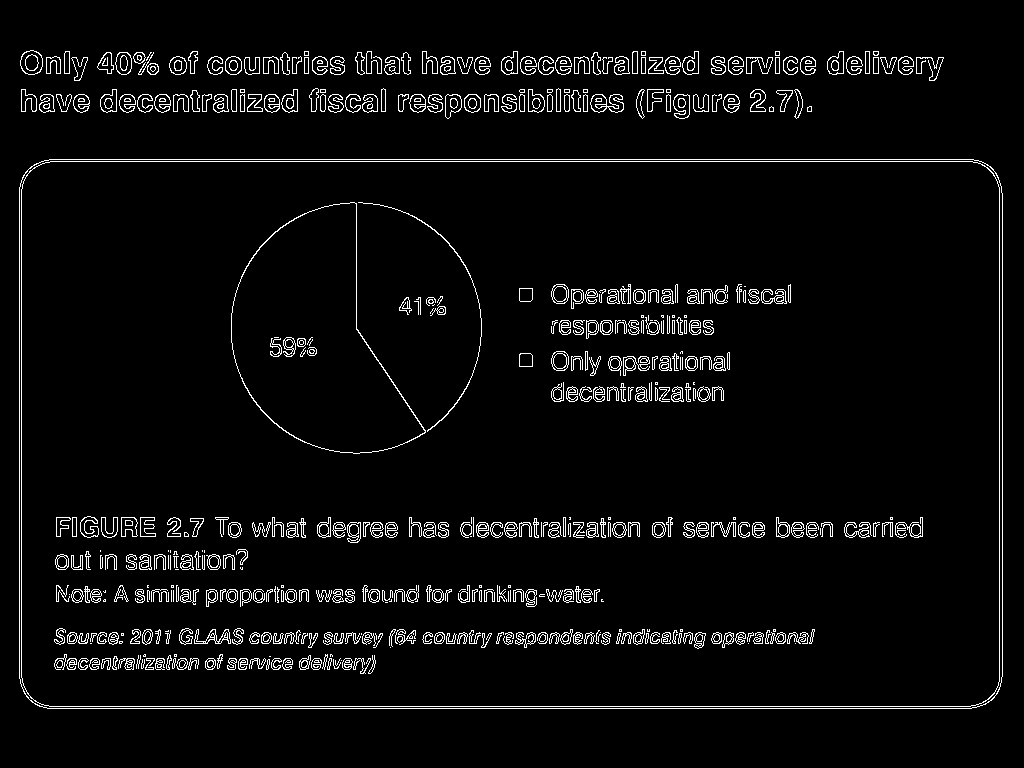 Only 40% of countries that have decentralized service delivery
have decentralized fiscal responsibilities (Figure 2.7).
41%
59%
Operational and fiscal
responsibilities
Only operational
decentralization
FIGURE 2.7 To what degree has decentralization of service been carried
out in sanitation?
Note: A similar proportion was found for drinking-water.
Source: 2011 GLAAS country survey (64 country respondents indicating operational
decentralization of service delivery)